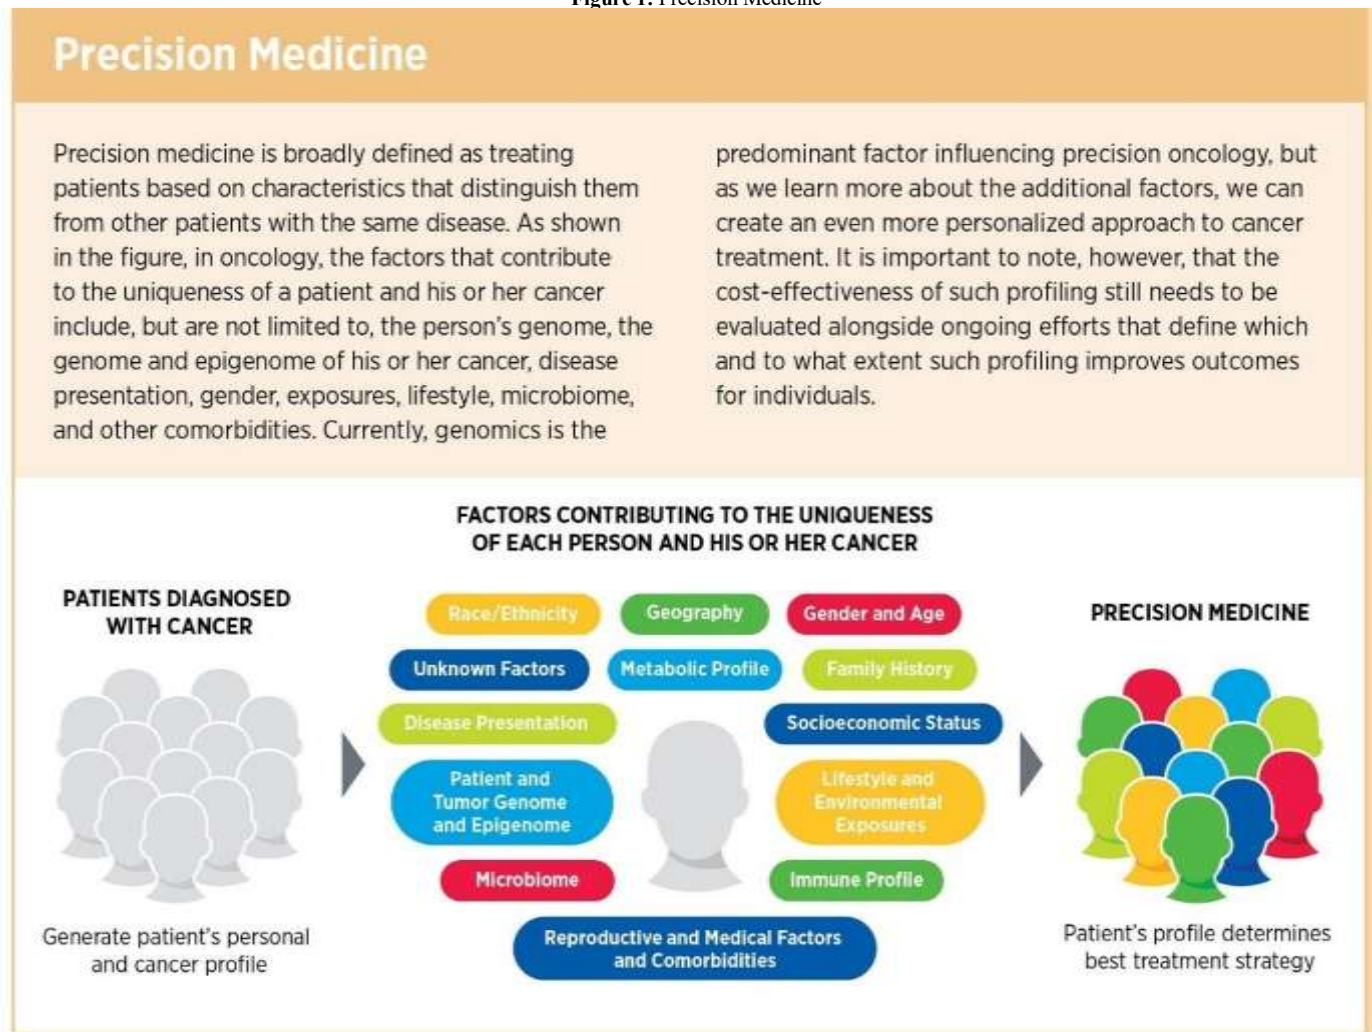 Figure 1. Precision Medicine
Precision Medicine
Precision medicine is broadly defined as treating
patients based on characteristics that distinguish them
from other patients with the same disease. As shown
in the figure, in oncology, the factors that contribute
to the uniqueness of a patient and his or her cancer
include, but are not limited to, the person's genome, the
genome and epigenome of his or her cancer, disease
presentation, gender, exposures, lifestyle, microbiome,
and other comorbidities. Currently, genomics is the
predominant factor influencing precision oncology, but
as we learn more about the additional factors, we can
create an even more personalized approach to cancer
treatment. It is important to note, however, that the
cost-effectiveness of such profiling still needs to be
evaluated alongside ongoing efforts that define which
and to what extent such profiling improves outcomes
for individuals.
FACTORS CONTRIBUTING TO THE UNIQUENESS
OF EACH PERSON AND HIS OR HER CANCER
PATIENTS DIAGNOSED
WITH CANCER
Generate patient's personal
and cancer profile
Race/Ethnicity
Geography
Gender and Age
Unknown Factors
Metabolic Profile
Family History
Disease Presentation
Socioeconomic Status
Patient and
Tumor Genome
and Epigenome
Lifestyle and
Environmental
Exposures
Microbiome
Immune Profile
Reproductive and Medical Factors
and Comorbidities
PRECISION MEDICINE
Patient's profile determines
best treatment strategy